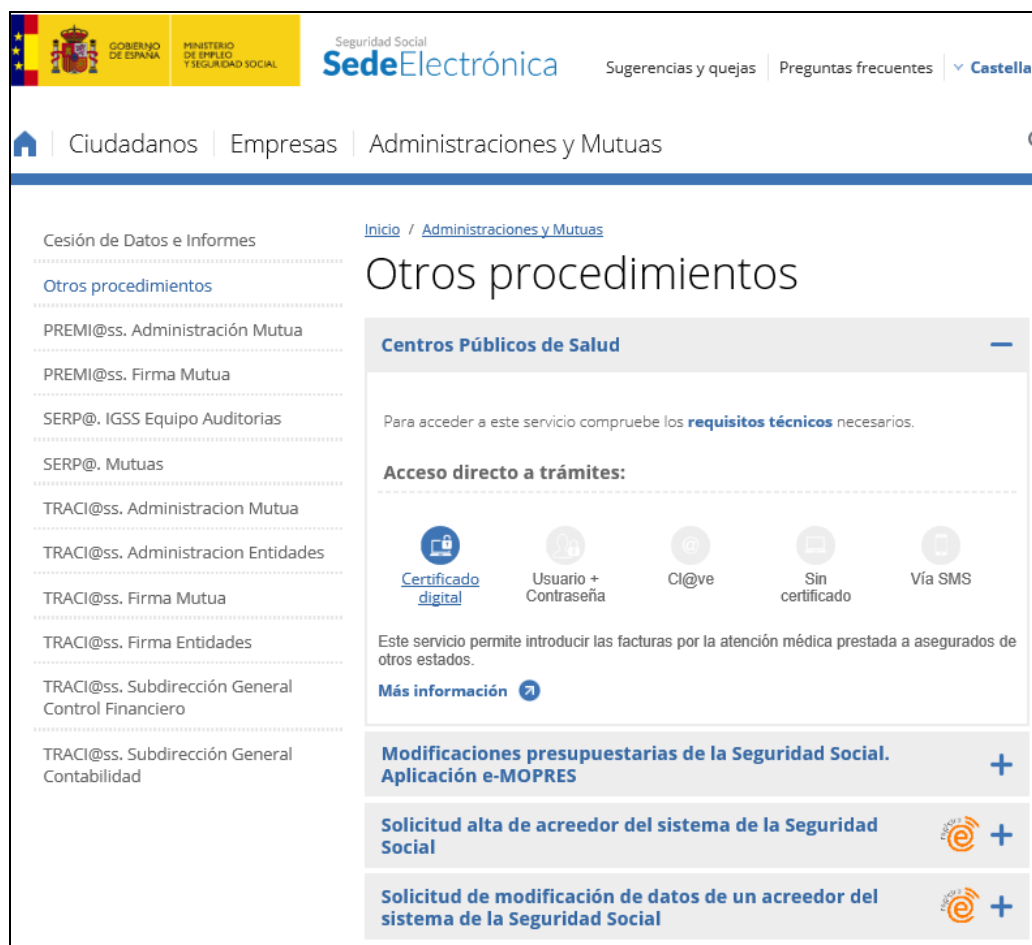 GOBIERNO
DE ESPAÑA
MINISTERIO
DE EMPLEO
Y SEGURIDAD SOCIAL
Seguridad Social
SedeElectrónica
Sugerencias y quejas
Preguntas frecuentes
Castella
Ciudadanos
Empresas
Administraciones y Mutuas
Cesión de Datos e Informes
Otros procedimientos
PREMI@ss. Administración Mutua
PREMI@ss. Firma Mutua
SERP@. IGSS Equipo Auditorias
SERP@. Mutuas
TRACI@ss. Administracion Mutua
TRACI@ss. Administracion Entidades
TRACI@ss. Firma Mutua
TRACI@ss. Firma Entidades
TRACI@ss. Subdirección General
Control Financiero
TRACI@ss. Subdirección General
Contabilidad
Inicio / Administraciones y Mutuas
Otros procedimientos
Centros Públicos de Salud
Para acceder a este servicio compruebe los requisitos técnicos necesarios.
Acceso directo a trámites:
Certificado
digital
Usuario +
Contraseña
Cl@ve
Sin
certificado
Vía SMS
Este servicio permite introducir las facturas por la atención médica prestada a asegurados de
otros estados.
Más información
Modificaciones presupuestarias de la Seguridad Social.
Aplicación e-MOPRES
Solicitud alta de acreedor del sistema de la Seguridad
Social
Solicitud de modificación de datos de un acreedor del
sistema de la Seguridad Social